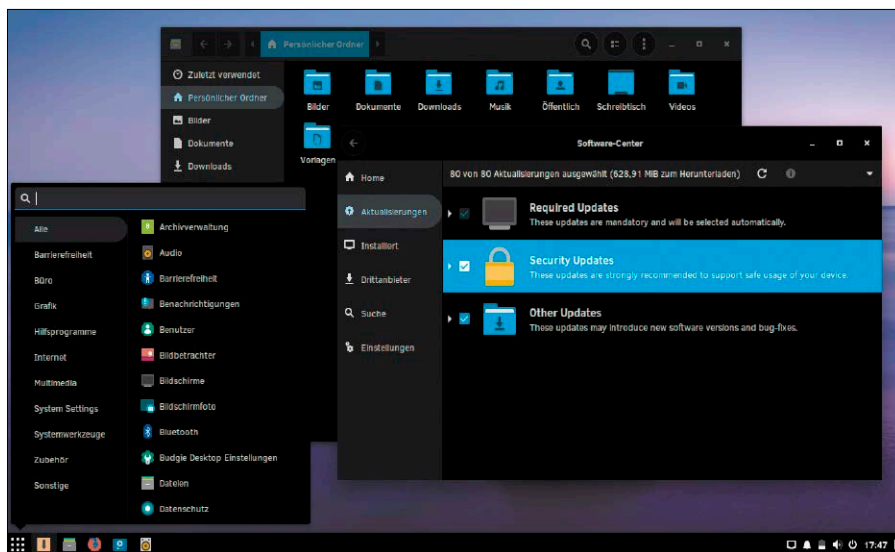 Persönlicher Ordner
Zuletzt verwendet
Persönlicher Ordner
Bilder
Dokumente
Downloads
Bilder
Dokumente
Downloads
Musik
Öffentlich
Schreibtisch
Videos
Vorlagen
Software-Center
Home
Aktualisierungen
Installiert
Drittanbieter
Suche
Einstellungen
80 von 80 Aktualisierungen ausgewählt (628,91 MiB zum Herunterladen)
Required Updates
These updates are mandatory and will be selected automatically.
Security Updates
These updates are strongly recommended to support safe usage of your device.
Other Updates
These updates may introduce new software versions and bug-fixes.
Alle
Barrierefreiheit
Büro
Grafik
Hilfsprogramme
Internet
Multimedia
System Settings
Systemwerkzeuge
Zubehör
Sonstige
Archivverwaltung
Audio
Barrierefreiheit
Benachrichtigungen
Benutzer
Bildbetrachter
Bildschirme
Bildschirmfoto
Bluetooth
Budgie Desktop Einstellungen
Dateien
Datenschutz
17:47